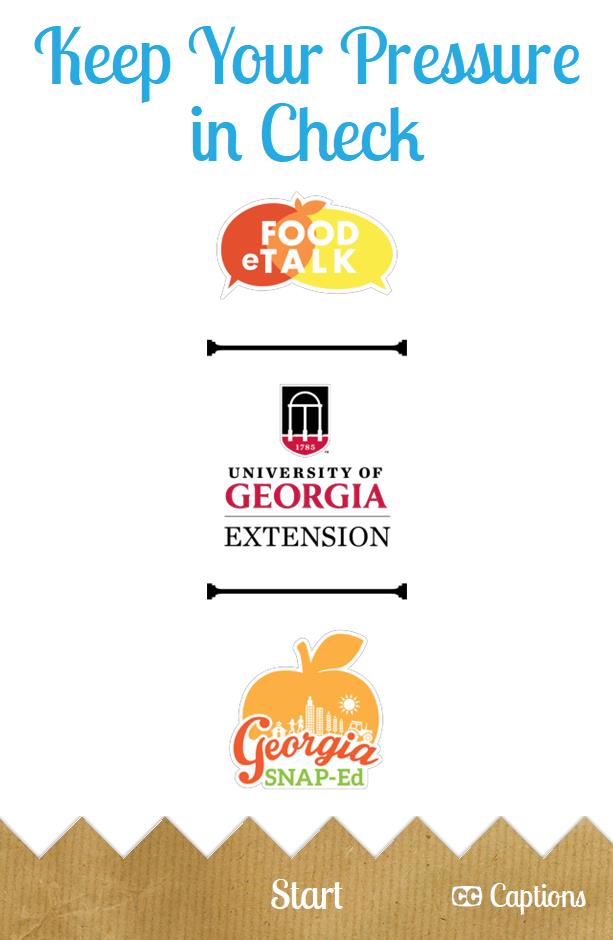 Keep Your Pressure
in Check
FOOD
eTALK
1785
UNIVERSITY OF
GEORGIA
EXTENSION
Georgia
SNAP-Ed
Start
CC Captions